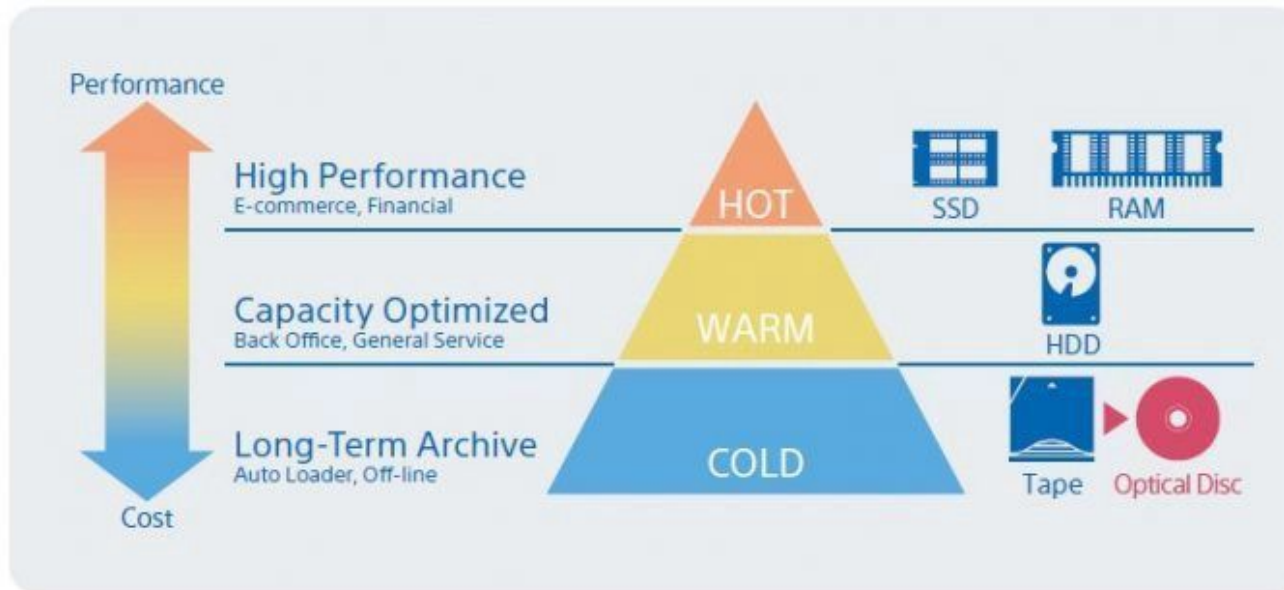 Performance
High Performance
E-commerce, Financial
HOT
SSD
RAM
Capacity Optimized
Back Office, General Service
WARM
HDD
Long-Term Archive
Auto Loader, Off-line
COLD
Tape
Optical Disc
Cost